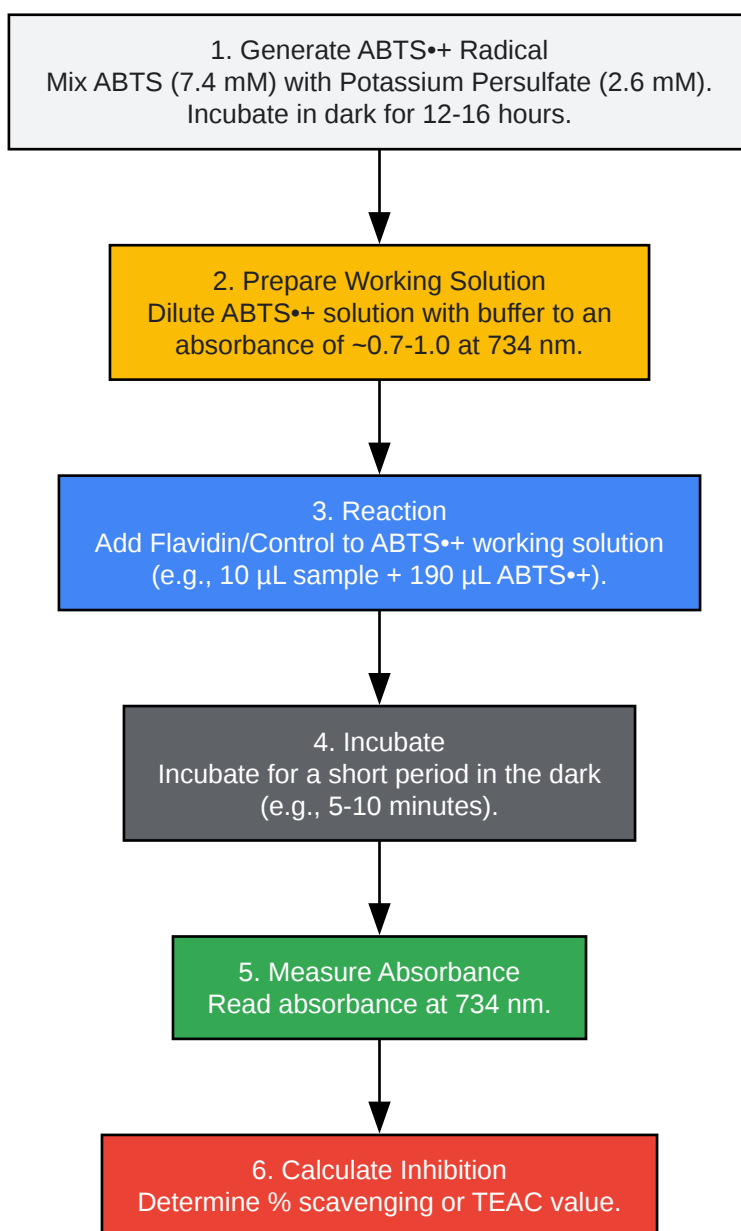 1. Generate ABTS•+ Radical
Mix ABTS (7.4 mM) with Potassium Persulfate (2.6 mM).
Incubate in dark for 12-16 hours.
2. Prepare Working Solution
Dilute ABTS•+ solution with buffer to an
absorbance of ~0.7-1.0 at 734 nm.
3. Reaction
Add Flavidin/Control to ABTS•+ working solution
(e.g., 10 µL sample + 190 µL ABTS•+).
4. Incubate
Incubate for a short period in the dark
(e.g., 5-10 minutes).
5. Measure Absorbance
Read absorbance at 734 nm.
6. Calculate Inhibition
Determine % scavenging or TEAC value.